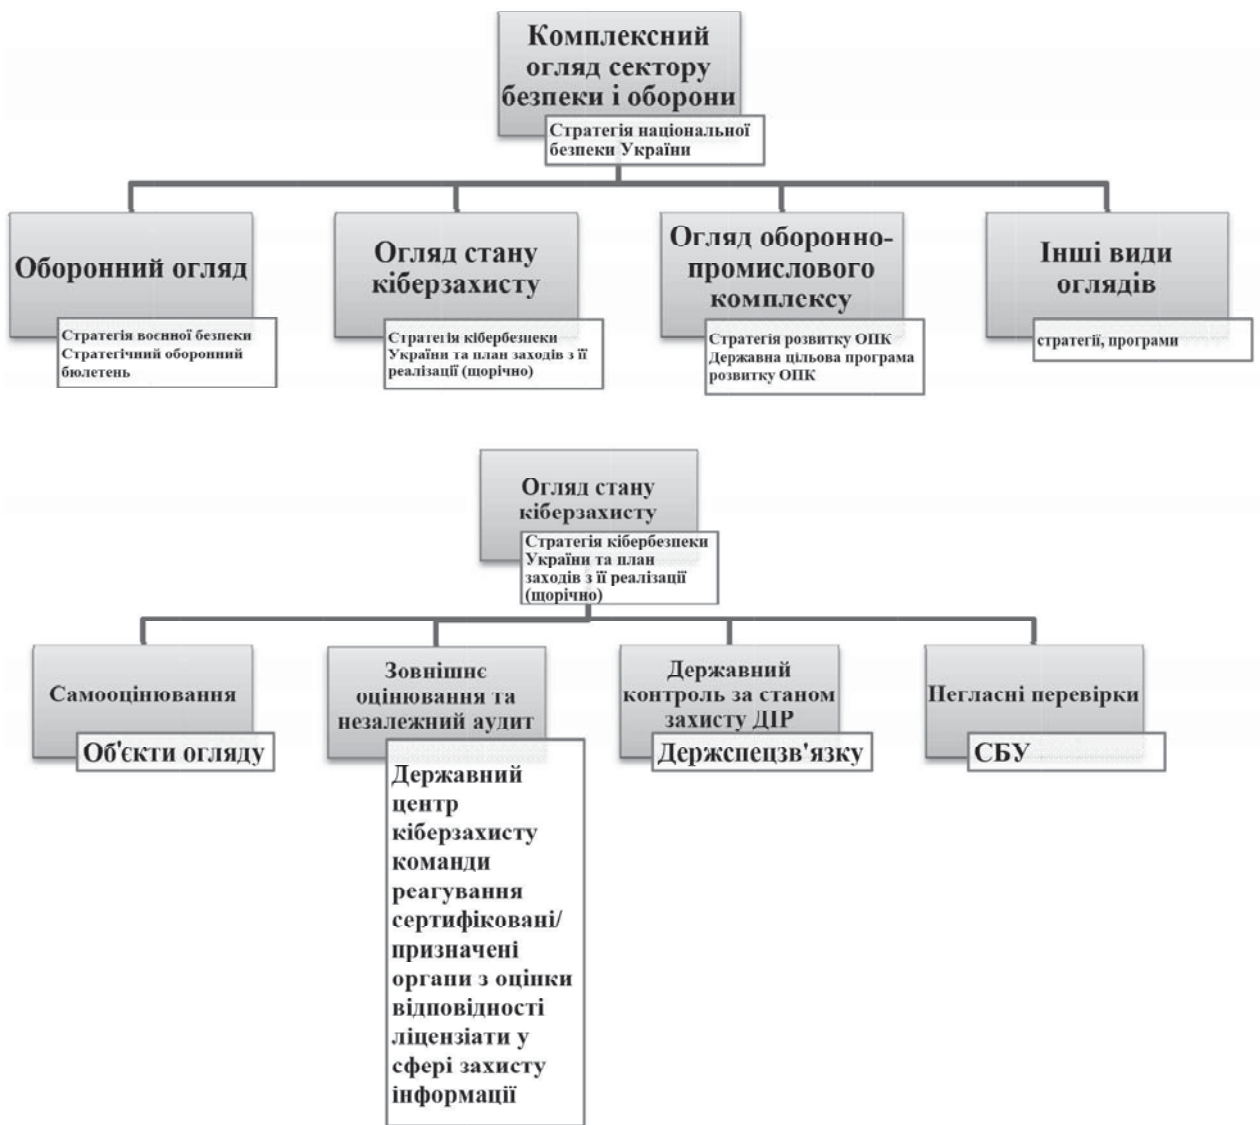 Комплексний
огляд сектору
безпеки і оборони
Стратегія національної
безпеки України
Оборонний огляд
Стратегія воєнної безпеки
Стратегічний оборонний
бюлетень
Огляд стану
кіберзахисту
Стратегія кібербезпеки
України та план заходів з її
реалізації (щорічно)
Огляд оборонно-
промислового
комплексу
Стратегія розвитку ОПК
Державна цільова програма
розвитку ОПК
Інші види
оглядів
стратегії, програми
Огляд стану
кіберзахисту
Стратегія кібербезпеки
України та план
заходів з її реалізації
(щорічно)
Самооцінювання
Об'єкти огляду
Зовнішнє
оцінювання та
незалежний аудит
Державний
центр
кіберзахисту
команди
реагування
сертифіковані/
призначені
органи з оцінки
відповідності
ліцензіати у
сфері захисту
інформації
Державний
контроль за станом
захисту ДІР
Держспецзв'язку
Негласні перевірки
СБУ